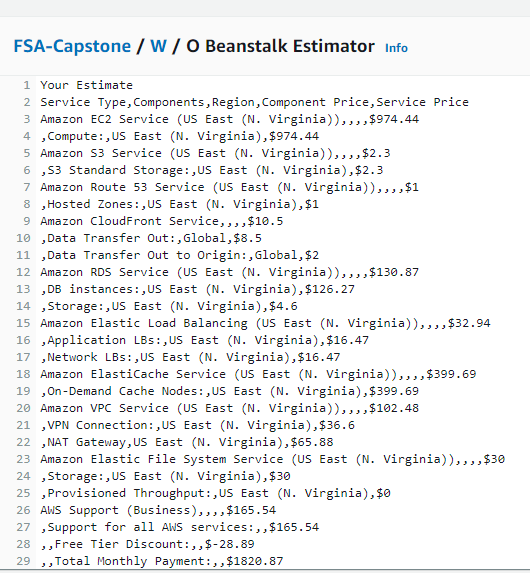 FSA-Capstone / W / O Beanstalk Estimator Info
1 Your Estimate
2 Service Type,Components,Region,Component Price,Service Price
3 Amazon EC2 Service (US East (N. Virginia)),,,,$974.44
4 ,Compute:,US East (N. Virginia),$974.44
5 Amazon S3 Service (US East (N. Virginia)),,,,$2.3
6 ,S3 Standard Storage:,US East (N. Virginia),$2.3
7 Amazon Route 53 Service (US East (N. Virginia)),,,,$1
8 ,Hosted Zones:,US East (N. Virginia),$1
9 Amazon CloudFront Service,,,,$10.5
10 ,Data Transfer Out:,Global,$8.5
11 ,Data Transfer Out to Origin:,Global,$2
12 Amazon RDS Service (US East (N. Virginia)),,,,$130.87
13 ,DB instances:,US East (N. Virginia),$126.27
14 ,Storage:,US East (N. Virginia),$4.6
15 Amazon Elastic Load Balancing (US East (N. Virginia)),,,,$32.94
16 ,Application LBs:,US East (N. Virginia),$16.47
17 ,Network LBs:,US East (N. Virginia),$16.47
18 Amazon ElastiCache Service (US East (N. Virginia)),,,,$399.69
19 ,On-Demand Cache Nodes:,US East (N. Virginia),$399.69
20 Amazon VPC Service (US East (N. Virginia)),,,,$102.48
21 ,VPN Connection:,US East (N. Virginia),$36.6
22 ,NAT Gateway,US East (N. Virginia),$65.88
23 Amazon Elastic File System Service (US East (N. Virginia)),,,,$30
24 ,Storage:,US East (N. Virginia),$30
25 ,Provisioned Throughput:,US East (N. Virginia),$0
26 AWS Support (Business),,,,$165.54
27 ,Support for all AWS services:,,$165.54
28 ,,Free Tier Discount:,,$-28.89
29 ,,Total Monthly Payment:,,$1820.87